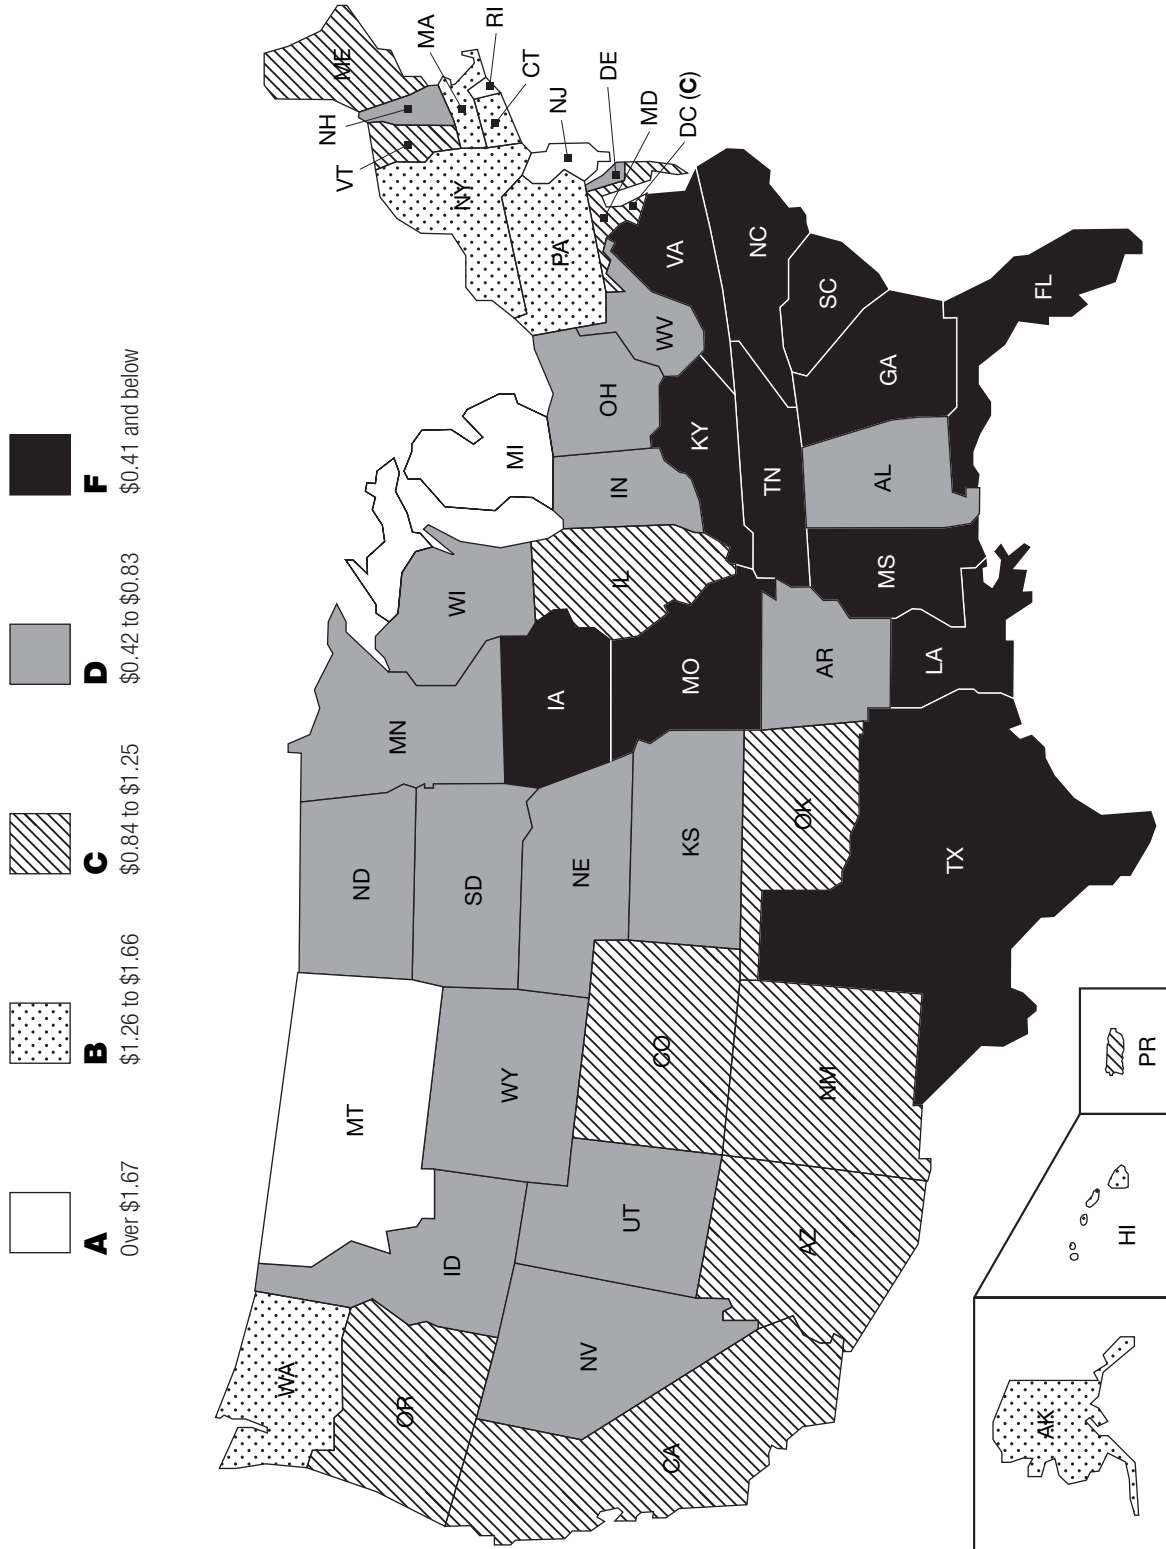 A
Over $1.67
B
$1.26 to $1.66
C
$0.84 to $1.25
D
$0.42 to $0.83
F
$0.41 and below
WA
OR
CA
NV
ID
MT
WY
UT
AZ
CO
NM
ND
SD
NE
KS
OK
TX
MN
IA
MO
AR
LA
WI
IL
MI
IN
OH
KY
TN
MS
AL
GA
FL
SC
NC
VA
WV
PA
NY
VT
NH
ME
MA
RI
CT
NJ
DE
MD
DC (C)
AK
HI
PR